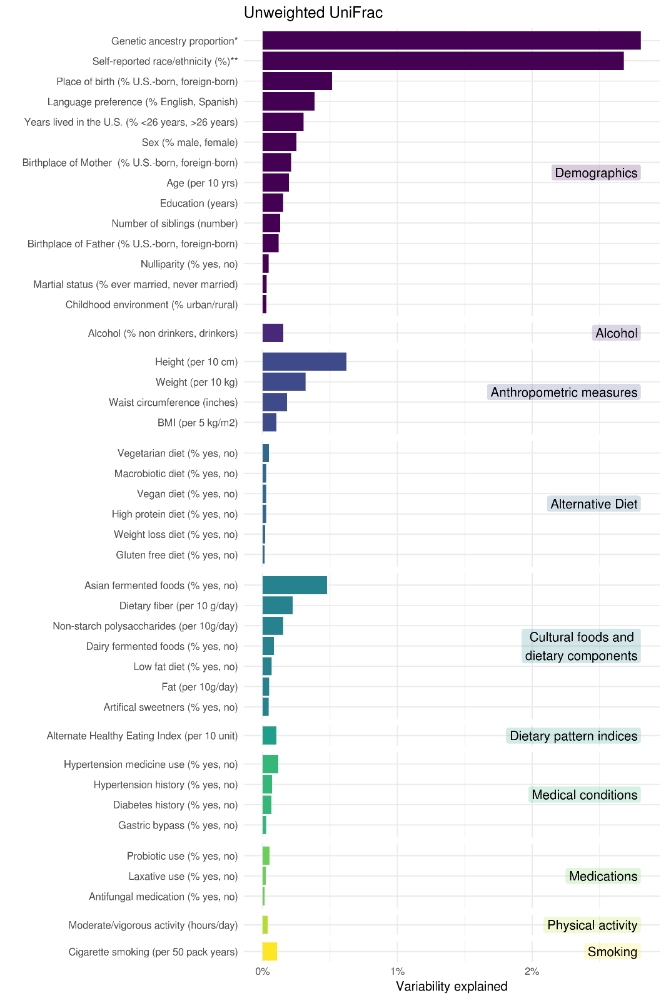 Unweighted UniFrac
Genetic ancestry proportion*
Self-reported race/ethnicity (%)**
Place of birth (% U.S.-born, foreign-born)
Language preference (% English, Spanish)
Years lived in the U.S. (% <26 years, >26 years)
Sex (% male, female)
Birthplace of Mother  (% U.S.-born, foreign-born)
Age (per 10 yrs)
Education (years)
Number of siblings (number)
Birthplace of Father (% U.S.-born, foreign-born)
Nulliparity (% yes, no)
Martial status (% ever married, never married)
Childhood environment (% urban/rural)
Demographics
Alcohol (% non drinkers, drinkers)
Alcohol
Height (per 10 cm)
Weight (per 10 kg)
Waist circumference (inches)
BMI (per 5 kg/m2)
Anthropometric measures
Vegetarian diet (% yes, no)
Macrobiotic diet (% yes, no)
Vegan diet (% yes, no)
High protein diet (% yes, no)
Weight loss diet (% yes, no)
Gluten free diet (% yes, no)
Alternative Diet
Asian fermented foods (% yes, no)
Dietary fiber (per 10 g/day)
Non-starch polysaccharides (per 10g/day)
Dairy fermented foods (% yes, no)
Low fat diet (% yes, no)
Fat (per 10g/day)
Artifical sweetners (% yes, no)
Cultural foods and
dietary components
Alternate Healthy Eating Index (per 10 unit)
Dietary pattern indices
Hypertension medicine use (% yes, no)
Hypertension history (% yes, no)
Diabetes history (% yes, no)
Gastric bypass (% yes, no)
Medical conditions
Probiotic use (% yes, no)
Laxative use (% yes, no)
Antifungal medication (% yes, no)
Medications
Moderate/vigorous activity (hours/day)
Physical activity
Cigarette smoking (per 50 pack years)
Smoking
0%
1%
2%
Variability explained